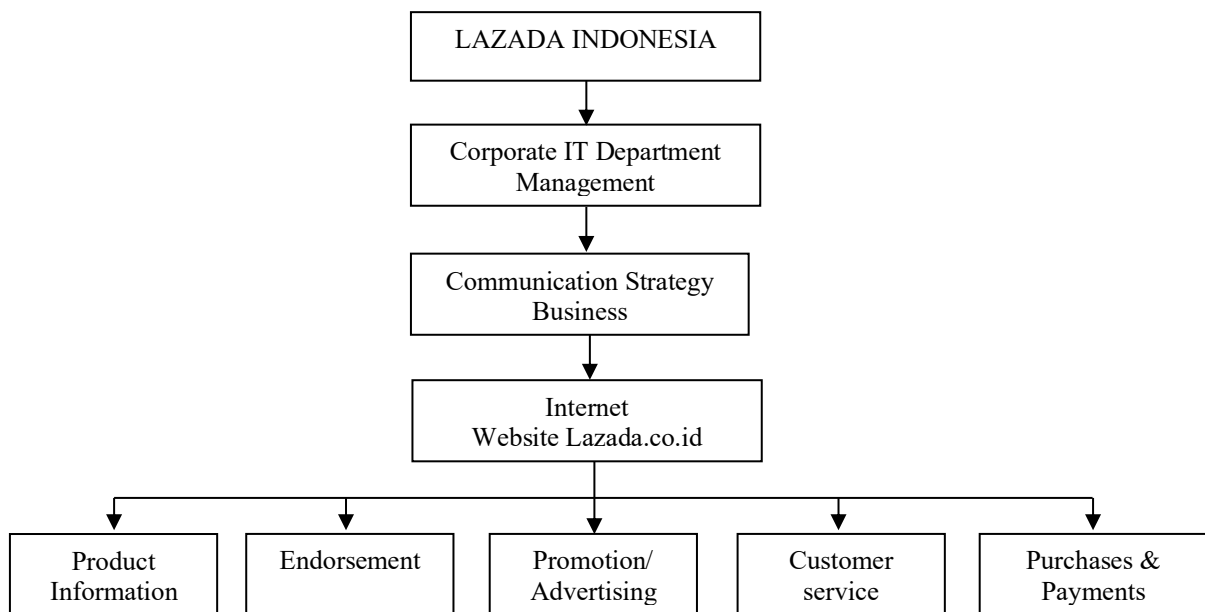 LAZADA INDONESIA
Corporate IT Department
Management
Communication Strategy
Business
Internet
Website Lazada.co.id
Product
Information
Endorsement
Promotion/
Advertising
Customer
service
Purchases &
Payments